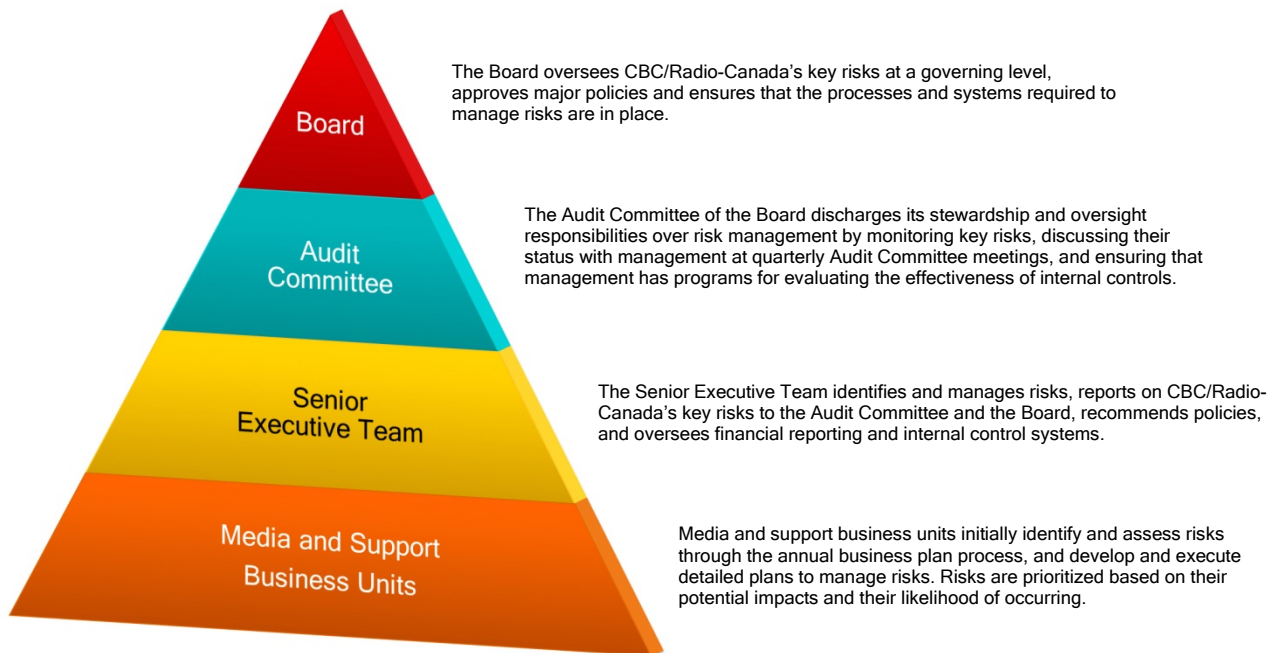 Board
The Board oversees CBC/Radio-Canada’s key risks at a governing level,
approves major policies and ensures that the processes and systems required to
manage risks are in place.
Audit
Committee
The Audit Committee of the Board discharges its stewardship and oversight
responsibilities over risk management by monitoring key risks, discussing their
status with management at quarterly Audit Committee meetings, and ensuring that
management has programs for evaluating the effectiveness of internal controls.
Senior
Executive Team
The Senior Executive Team identifies and manages risks, reports on CBC/Radio-
Canada’s key risks to the Audit Committee and the Board, recommends policies,
and oversees financial reporting and internal control systems.
Media and Support
Business Units
Media and support business units initially identify and assess risks
through the annual business plan process, and develop and execute
detailed plans to manage risks. Risks are prioritized based on their
potential impacts and their likelihood of occurring.